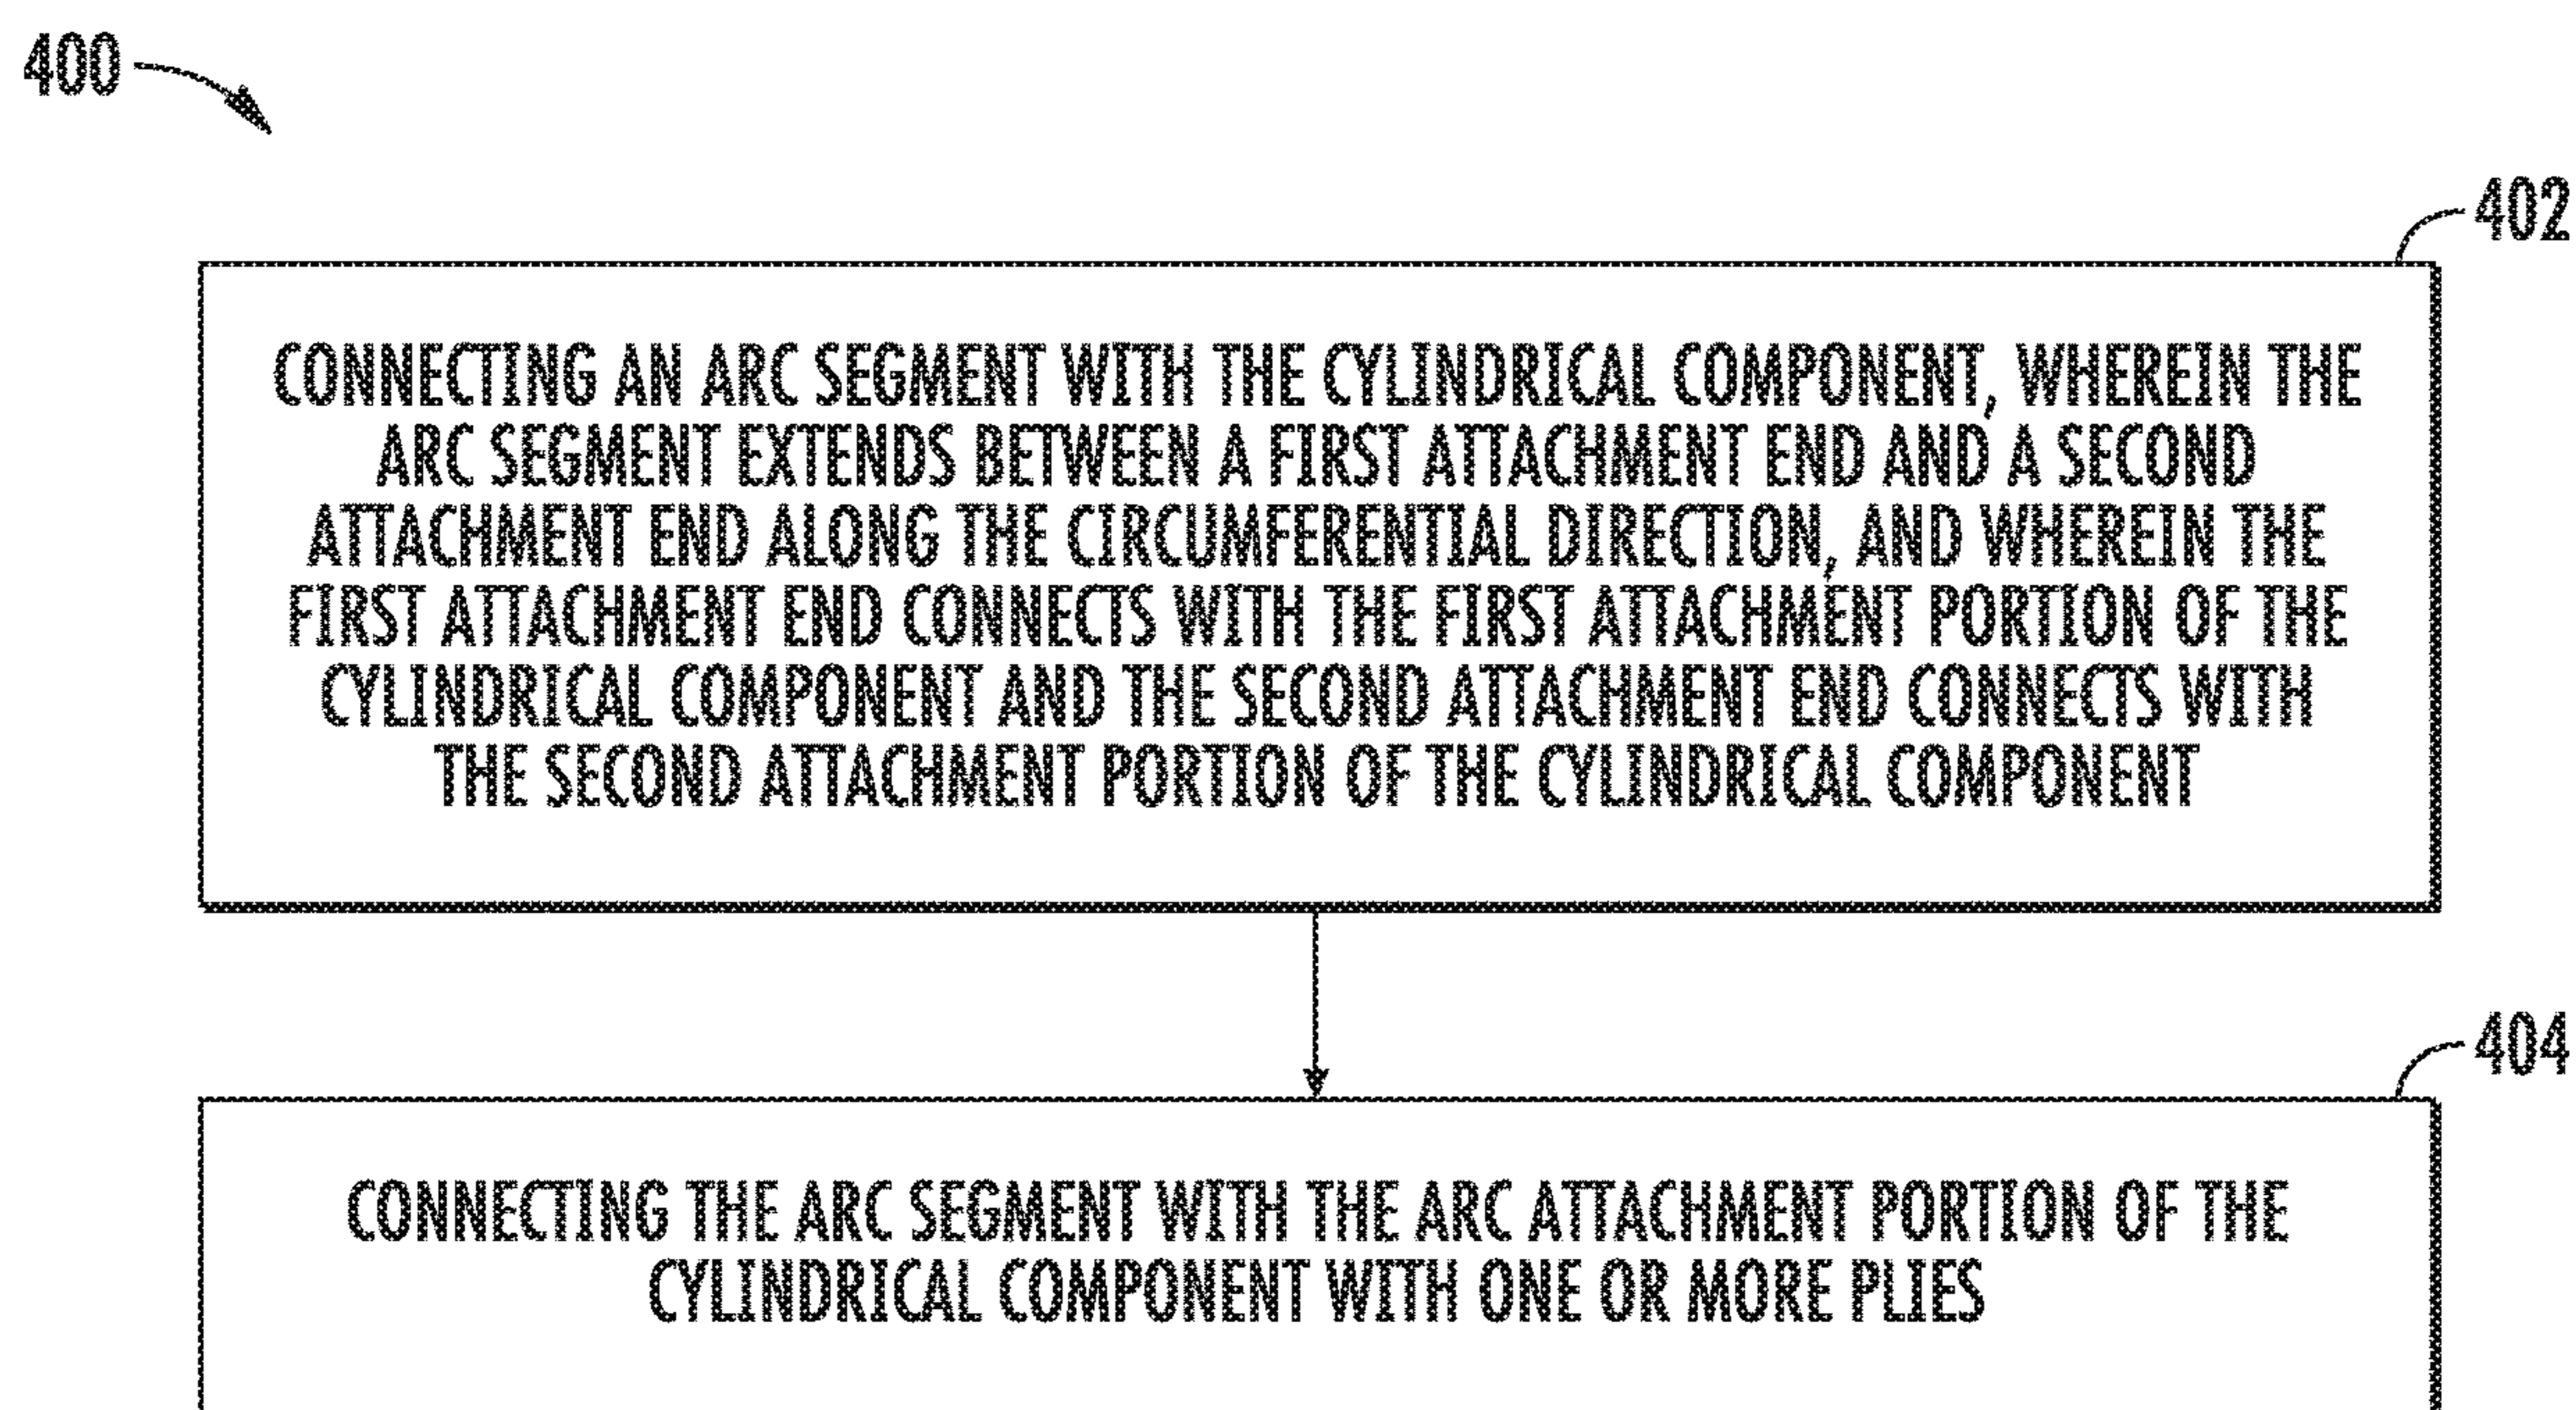 400
402
CONNECTING AN ARC SEGMENT WITH THE CYLINDRICAL COMPONENT, WHEREIN THE
ARC SEGMENT EXTENDS BETWEEN A FIRST ATTACHMENT END AND A SECOND
ATTACHMENT END ALONG THE CIRCUMFERENTIAL DIRECTION, AND WHEREIN THE
FIRST ATTACHMENT END CONNECTS WITH THE FIRST ATTACHMENT PORTION OF THE
CYLINDRICAL COMPONENT AND THE SECOND ATTACHMENT END CONNECTS WITH
THE SECOND ATTACHMENT PORTION OF THE CYLINDRICAL COMPONENT
404
CONNECTING THE ARC SEGMENT WITH THE ARC ATTACHMENT PORTION OF THE
CYLINDRICAL COMPONENT WITH ONE OR MORE PLIES